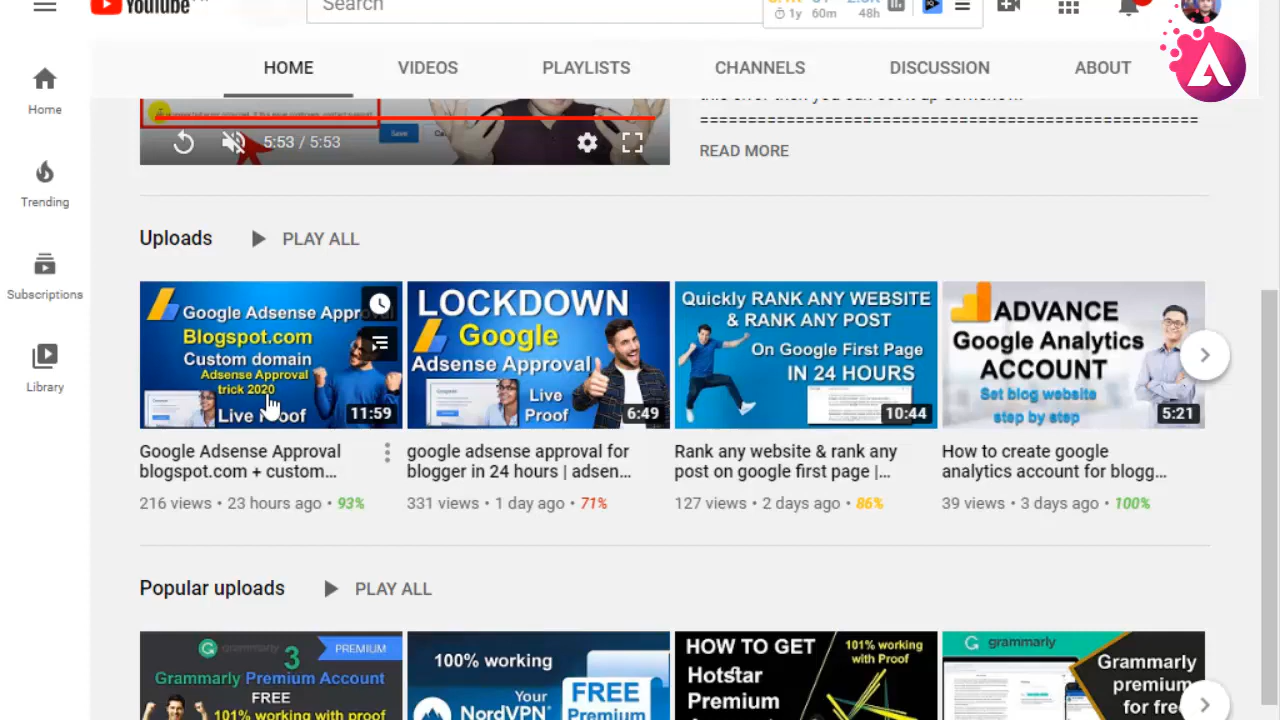 YouTube
Search
1y 60m 48h
HOME VIDEOS PLAYLISTS CHANNELS DISCUSSION ABOUT
==================================================
5:53 / 5:53
READ MORE
Save
Home
Trending
Subscriptions
Library
Uploads PLAY ALL
Google Adsense Appr
Blogspot.com
Custom domain
Adsense Approval
trick 2020
Live Proof
11:59
LOCKDOWN
Google
Adsense Approval
Live
Proof
6:49
Quickly RANK ANY WEBSITE
& RANK ANY POST
On Google First Page
IN 24 HOURS
10:44
ADVANCE
Google Analytics
ACCOUNT
Set blog website
step by step
5:21
Google Adsense Approval
blogspot.com + custom...
216 views • 23 hours ago • 93%
google adsense approval for
blogger in 24 hours | adsen...
331 views • 1 day ago • 71%
Rank any website & rank any
post on google first page |...
127 views • 2 days ago • 86%
How to create google
analytics account for blogg...
39 views • 3 days ago • 100%
Popular uploads PLAY ALL
grammarly
3
PREMIUM
Grammarly Premium Account
FREE
101% working with proof
100% working
Your
NordVPN
FREE
Premium
HOW TO GET
Hotstar
Premium
101% working
with Proof
grammarly
Grammarly
premium
for free